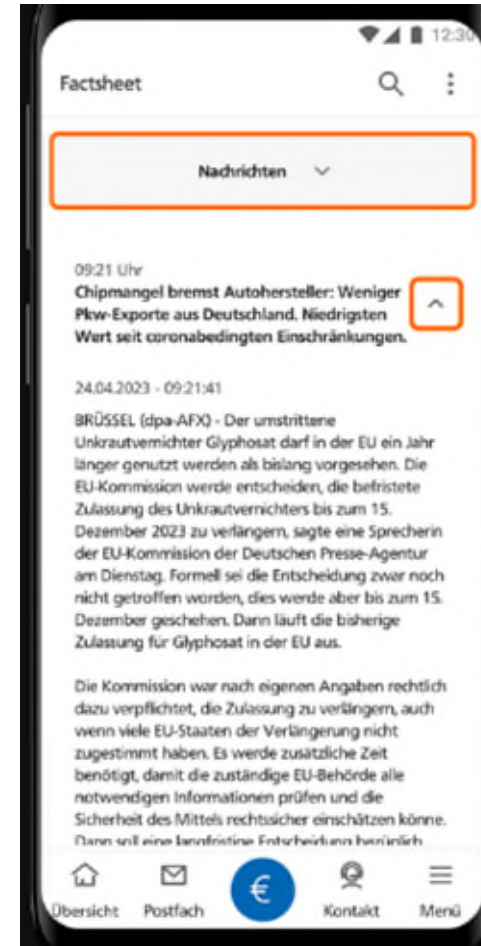 12:30
Factsheet
Nachrichten
09:21 Uhr
Chipmangel bremst Autohersteller: Weniger
Pkw-Exporte aus Deutschland. Niedrigsten
Wert seit coronabedingten Einschränkungen.
24.04.2023 - 09:21:41
BRÜSSEL (dpa-AFX) - Der umstrittene
Unkrautvernichter Glyphosat darf in der EU ein Jahr
länger genutzt werden als bislang vorgesehen. Die
EU-Kommission werde entscheiden, die befristete
Zulassung des Unkrautvernichters bis zum 15.
Dezember 2023 zu verlängern, sagte eine Sprecherin
der EU-Kommission der Deutschen Presse-Agentur
am Dienstag. Formell sei die Entscheidung zwar noch
nicht getroffen worden, dies werde aber bis zum 15.
Dezember geschehen. Dann läuft die bisherige
Zulassung für Glyphosat in der EU aus.
Die Kommission war nach eigenen Angaben rechtlich
dazu verpflichtet, die Zulassung zu verlängern, auch
wenn viele EU-Staaten der Verlängerung nicht
zugestimmt haben. Es werde zusätzliche Zeit
benötigt, damit die zuständige EU-Behörde alle
notwendigen Informationen prüfen und die
Sicherheit des Mittels rechtssicher einschätzen könne.
Dann soll eine langfristige Entscheidung bezüglich
€
Übersicht Postfach Kontakt Menü